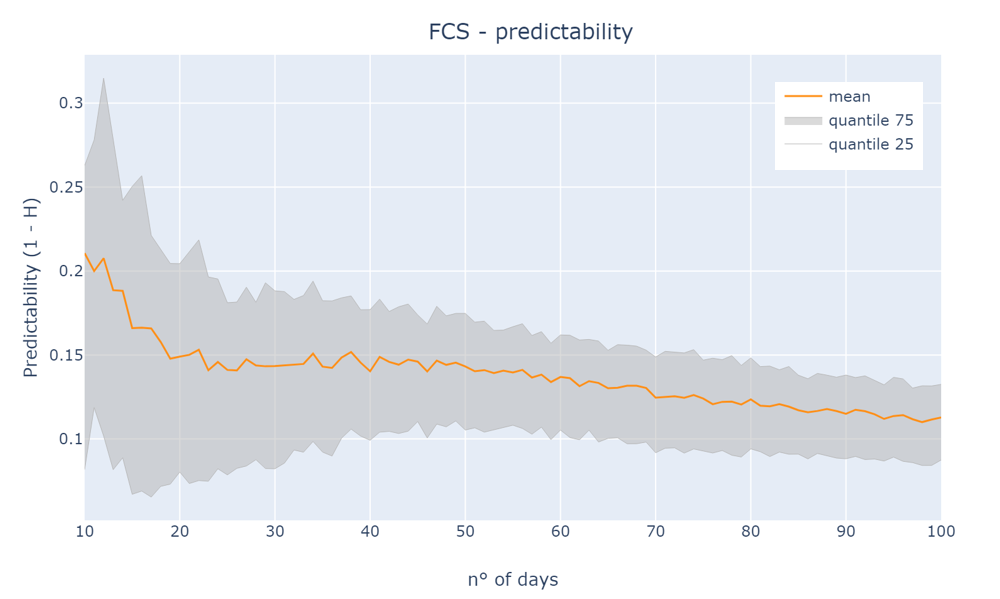 FCS - predictability
Predictability (1 - H)
0.3
0.25
0.2
0.15
0.1
mean
quantile 75
quantile 25
10 20 30 40 50 60 70 80 90 100
n° of days